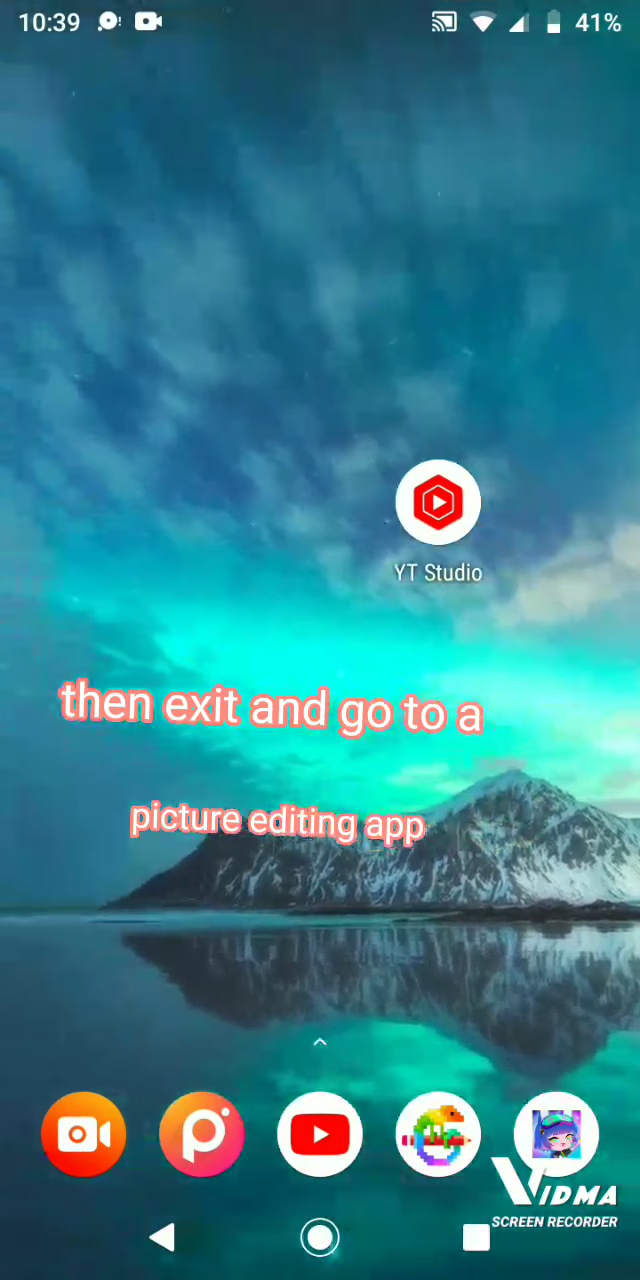 10:39
41%
YT Studio
then exit and go to a
picture editing app
VIDMA
SCREEN RECORDER